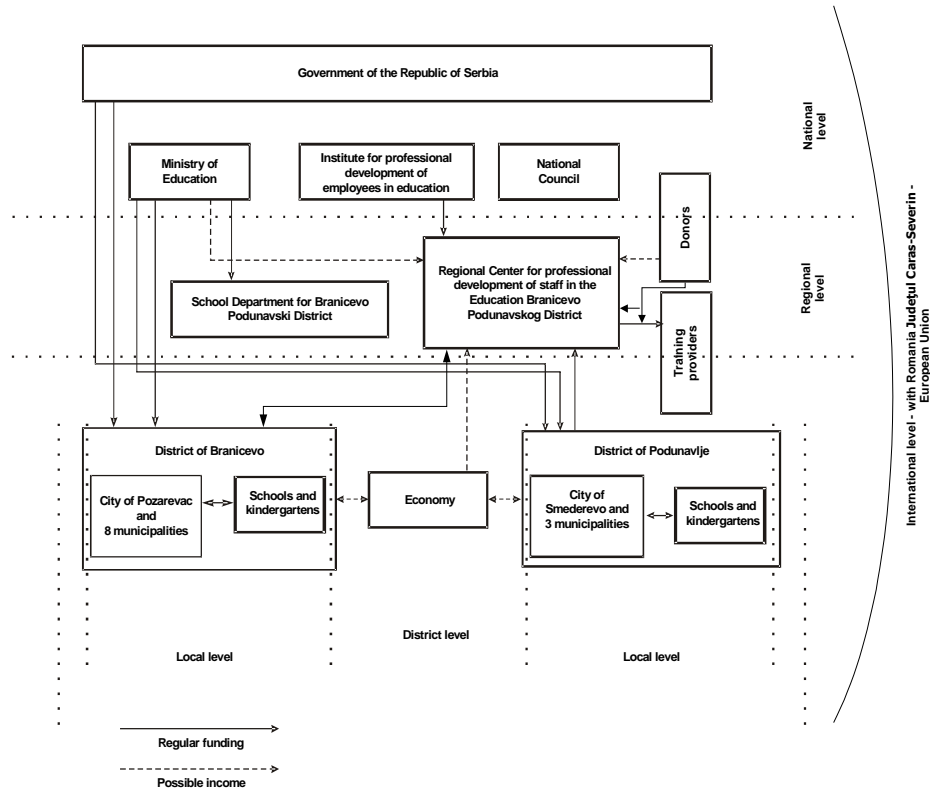 Government of the Republic of Serbia
National
level
Ministry of
Education
Institute for professional
development of
employees in education
National
Council
Donors
Regional Center for professional
development of staff in the
Education Branicevo
Podunavskog District
School Department for Branicevo
Podunavski District
Regional
level
Training
providers
International level - with Romania Judeţul Caras-Severin -
European Union
District of Branicevo
City of Pozarevac
and
8 municipalities
Schools and
kindergartens
Economy
District of Podunavlje
City of
Smederevo and
3 municipalities
Schools and
kindergartens
District level
Local level
Local level
Regular funding
Possible income